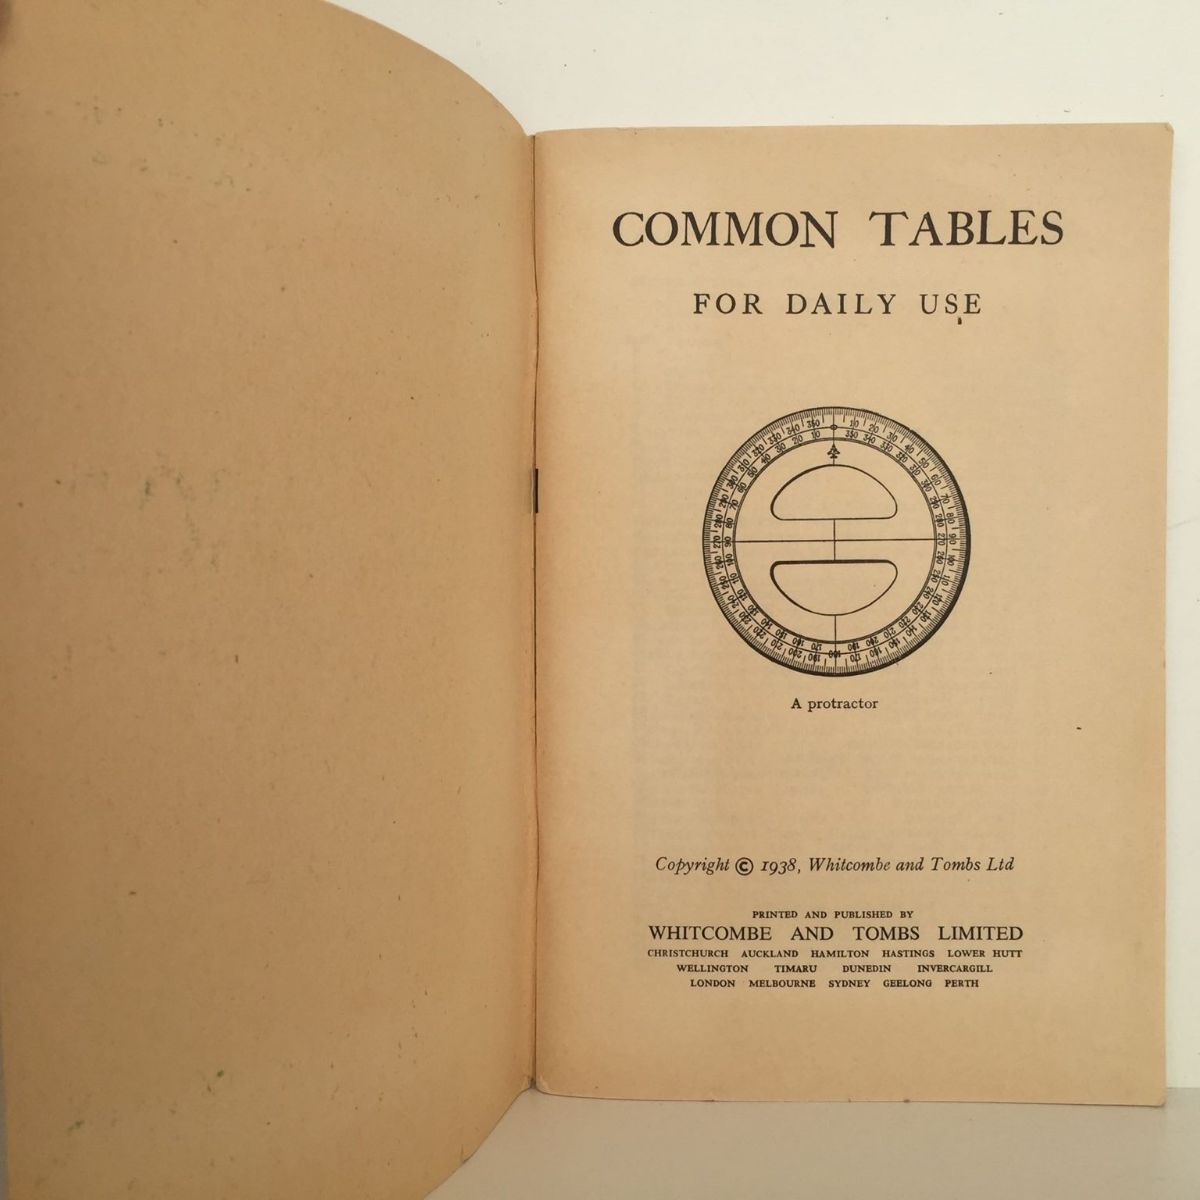 COMMON TABLES
FOR DAILY USE
A protractor
Copyright © 1938, Whitcombe and Tombs Ltd
PRINTED AND PUBLISHED BY
WHITCOMBE AND TOMBS LIMITED
CHRISTCHURCH AUCKLAND HAMILTON HASTINGS LOWER HUTT
WELLINGTON TIMARU DUNEDIN INVERCARGILL
LONDON MELBOURNE SYDNEY GEELONG PERTH